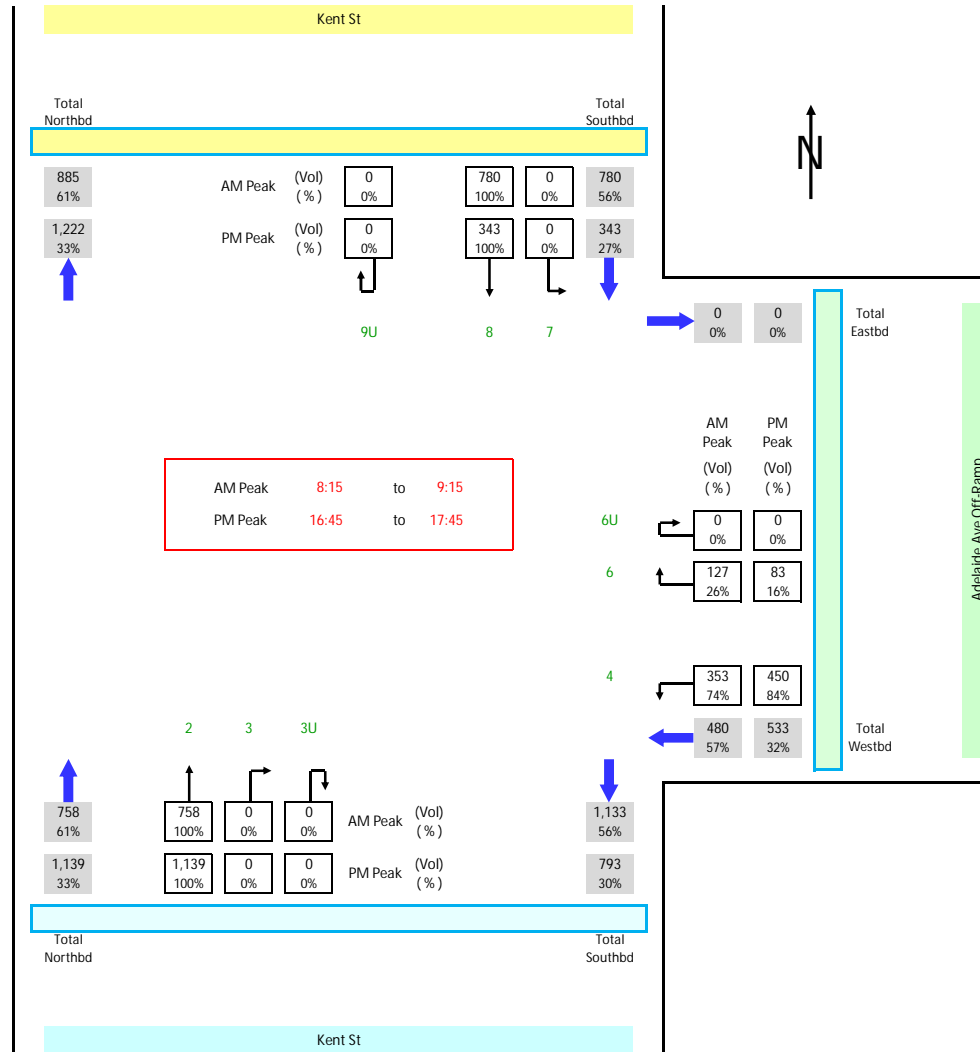 Kent St
Total Total
Northbd Southbd
N
885 AM Peak (Vol) 0 780 0 780
61% (%) 0% 100% 0% 56%
1,222 PM Peak (Vol) 0 343 0 343
33% (%) 0% 100% 0% 27%
9U 8 7
0 0 Total
0% 0% Eastbd
AM PM
Peak Peak
(Vol) (Vol)
(%) (%)
AM Peak 8:15 to 9:15
PM Peak 16:45 to 17:45
6U 0 0
0% 0%
6 127 83
26% 16%
Adelaide Ave Off-Ramp
4 353 450
74% 84%
2 3 3U
480 533 Total
57% 32% Westbd
758 758 0 0 AM Peak (Vol) 1,133
61% 100% 0% 0% (%) 56%
1,139 1,139 0 0 PM Peak (Vol) 793
33% 100% 0% 0% (%) 30%
Total Total
Northbd Southbd
Kent St